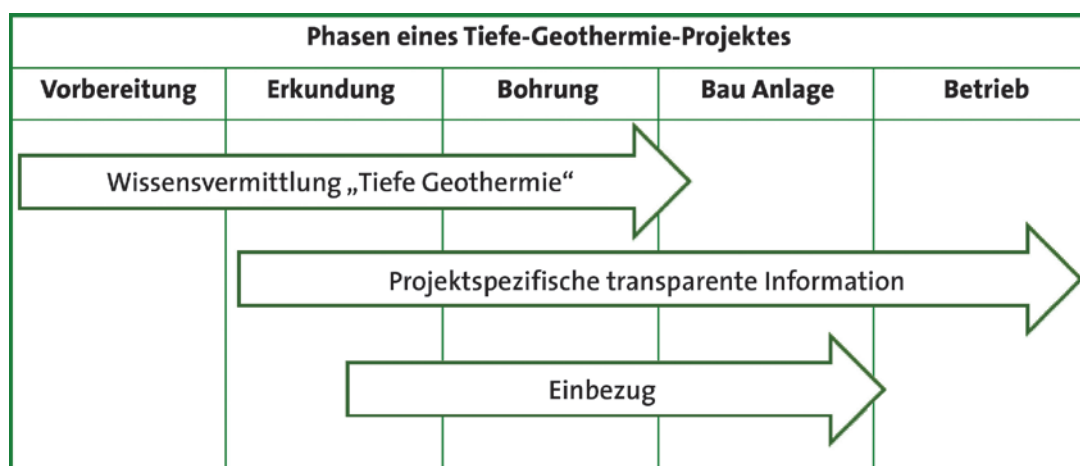 Phasen eines Tiefe-Geothermie-Projektes
Vorbereitung Erkundung Bohrung Bau Anlage Betrieb
Wissensvermittlung „Tiefe Geothermie“
Projektspezifische transparente Information
Einbezug